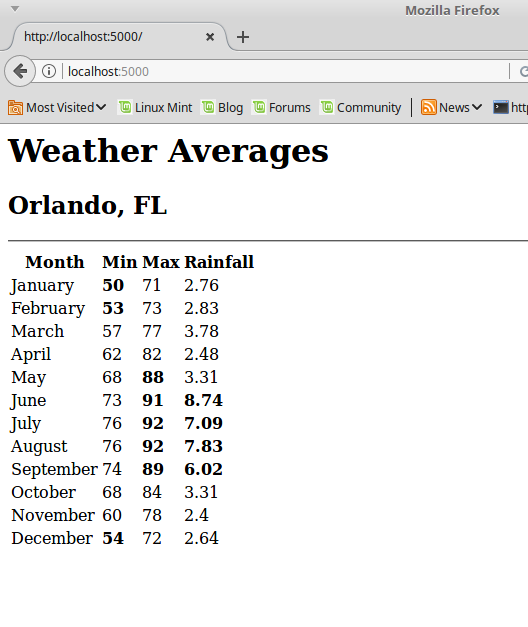 Mozilla Firefox
http://localhost:5000/
localhost:5000
Most Visited Linux Mint Blog Forums Community News htt
Weather Averages
Orlando, FL
Month Min Max Rainfall
January 50 71 2.76
February 53 73 2.83
March 57 77 3.78
April 62 82 2.48
May 68 88 3.31
June 73 91 8.74
July 76 92 7.09
August 76 92 7.83
September 74 89 6.02
October 68 84 3.31
November 60 78 2.4
December 54 72 2.64